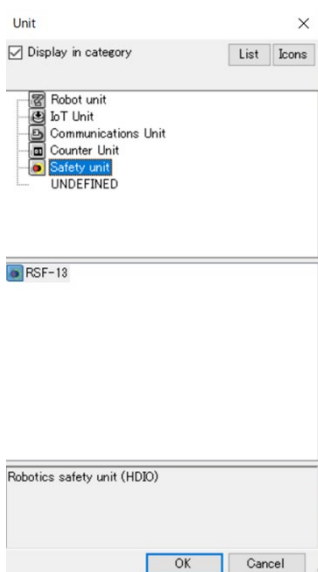 Unit
Display in category
List Icons
Robot unit
IoT Unit
Communications Unit
Counter Unit
Safety unit
UNDEFINED
RSF-13
Robotics safety unit (HDIO)
OK Cancel